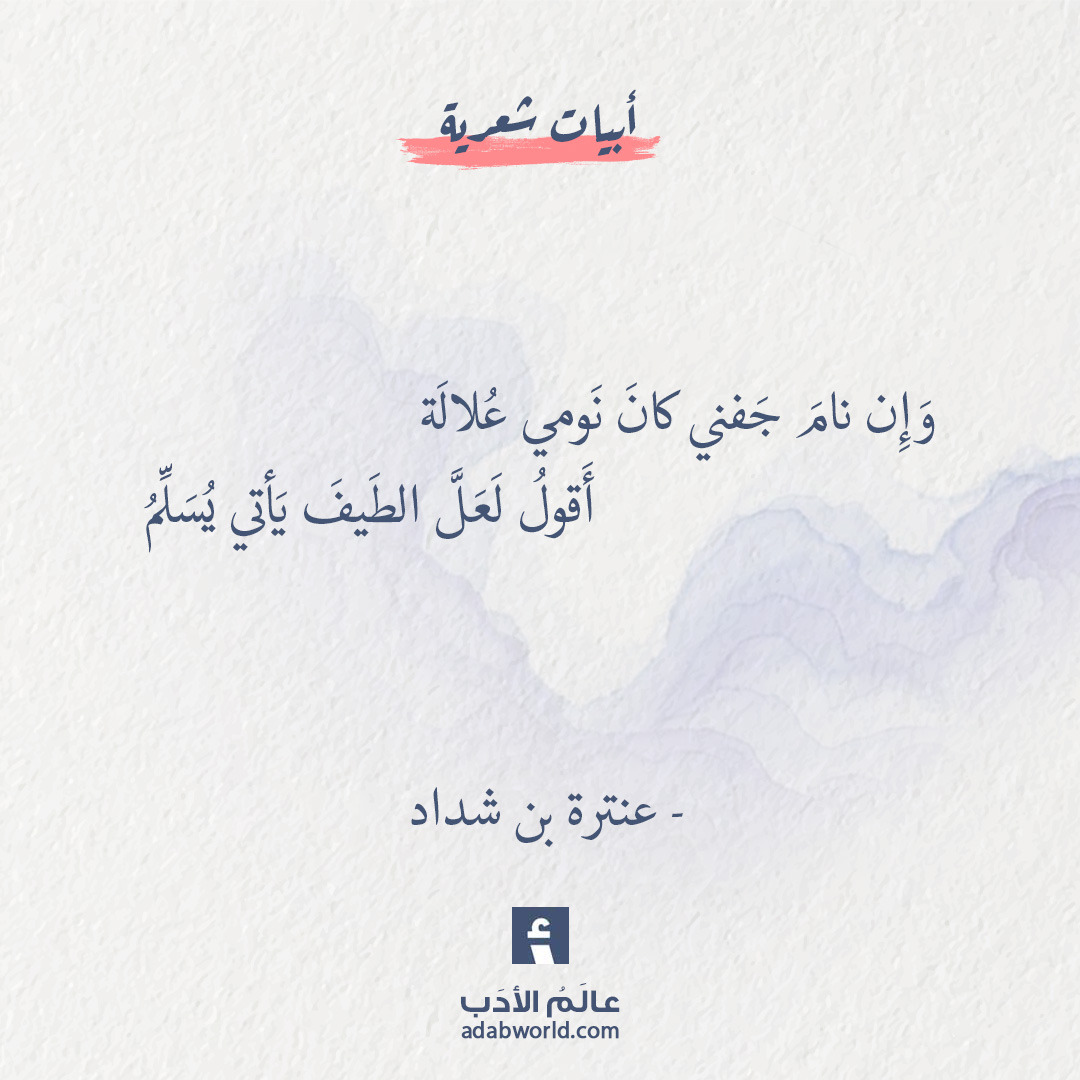 أبيات شعرية
وَإِن نامَ جَفني كانَ نَومي عُلالَة
أَقولُ لَعَلَّ الطَيفَ يَأتي يُسَلِّمُ
- عنترة بن شداد
أ
عالَمُ الأدَب
adabworld.com